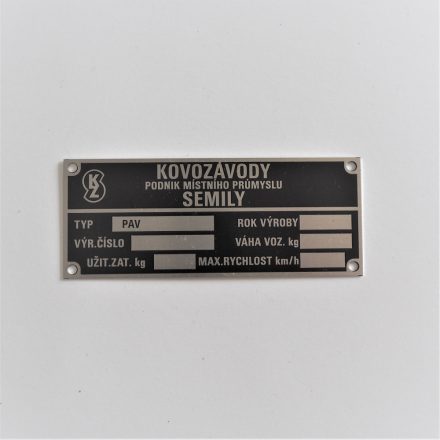 KZS
KOVOZÁVODY
PODNIK MÍSTNÍHO PRŮMYSLU
SEMILY
TYP PAV ROK VÝROBY
VÝR.ČÍSLO VÁHA VOZ. kg
UŽIT.ZAT. kg MAX.RYCHLOST km/h